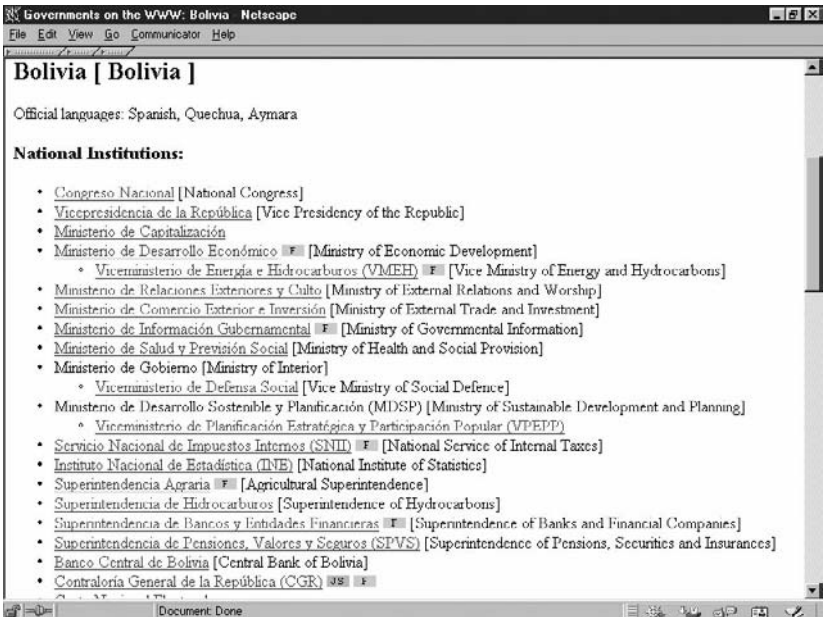 Governments on the WWW: Bolivia - Netscape
File Edit View Go Communicator Help
Bolivia [ Bolivia ]
Official languages: Spanish, Quechua, Aymara
National Institutions:
• Congreso Nacional [National Congress]
• Vicepresidencia de la República [Vice Presidency of the Republic]
• Ministerio de Capitalización
• Ministerio de Desarrollo Económico F [Ministry of Economic Development]
◦ Viceministerio de Energía e Hidrocarburos (VMEH) F [Vice Ministry of Energy and Hydrocarbons]
• Ministerio de Relaciones Exteriores y Culto [Ministry of External Relations and Worship]
• Ministerio de Comercio Exterior e Inversión [Ministry of External Trade and Investment]
• Ministerio de Información Gubernamental F [Ministry of Governmental Information]
• Ministerio de Salud y Previsión Social [Ministry of Health and Social Provision]
• Ministerio de Gobierno [Ministry of Interior]
◦ Viceministerio de Defensa Social [Vice Ministry of Social Defence]
• Ministerio de Desarrollo Sostenible y Planificación (MDSP) [Ministry of Sustainable Development and Planning]
◦ Viceministerio de Planificación Estratégica y Participación Popular (VPEPP)
• Servicio Nacional de Impuestos Internos (SNII) F [National Service of Internal Taxes]
• Instituto Nacional de Estadística (INE) [National Institute of Statistics]
• Superintendencia Agraria F [Agricultural Superintendence]
• Superintendencia de Hidrocarburos [Superintendence of Hydrocarbons]
• Superintendencia de Bancos y Entidades Financieras F [Superintendence of Banks and Financial Companies]
• Superintendencia de Pensiones, Valores y Seguros (SPVS) [Superintendence of Pensions, Securities and Insurances]
• Banco Central de Bolivia [Central Bank of Bolivia]
• Contraloría General de la República (CGR) JS F
Document: Done